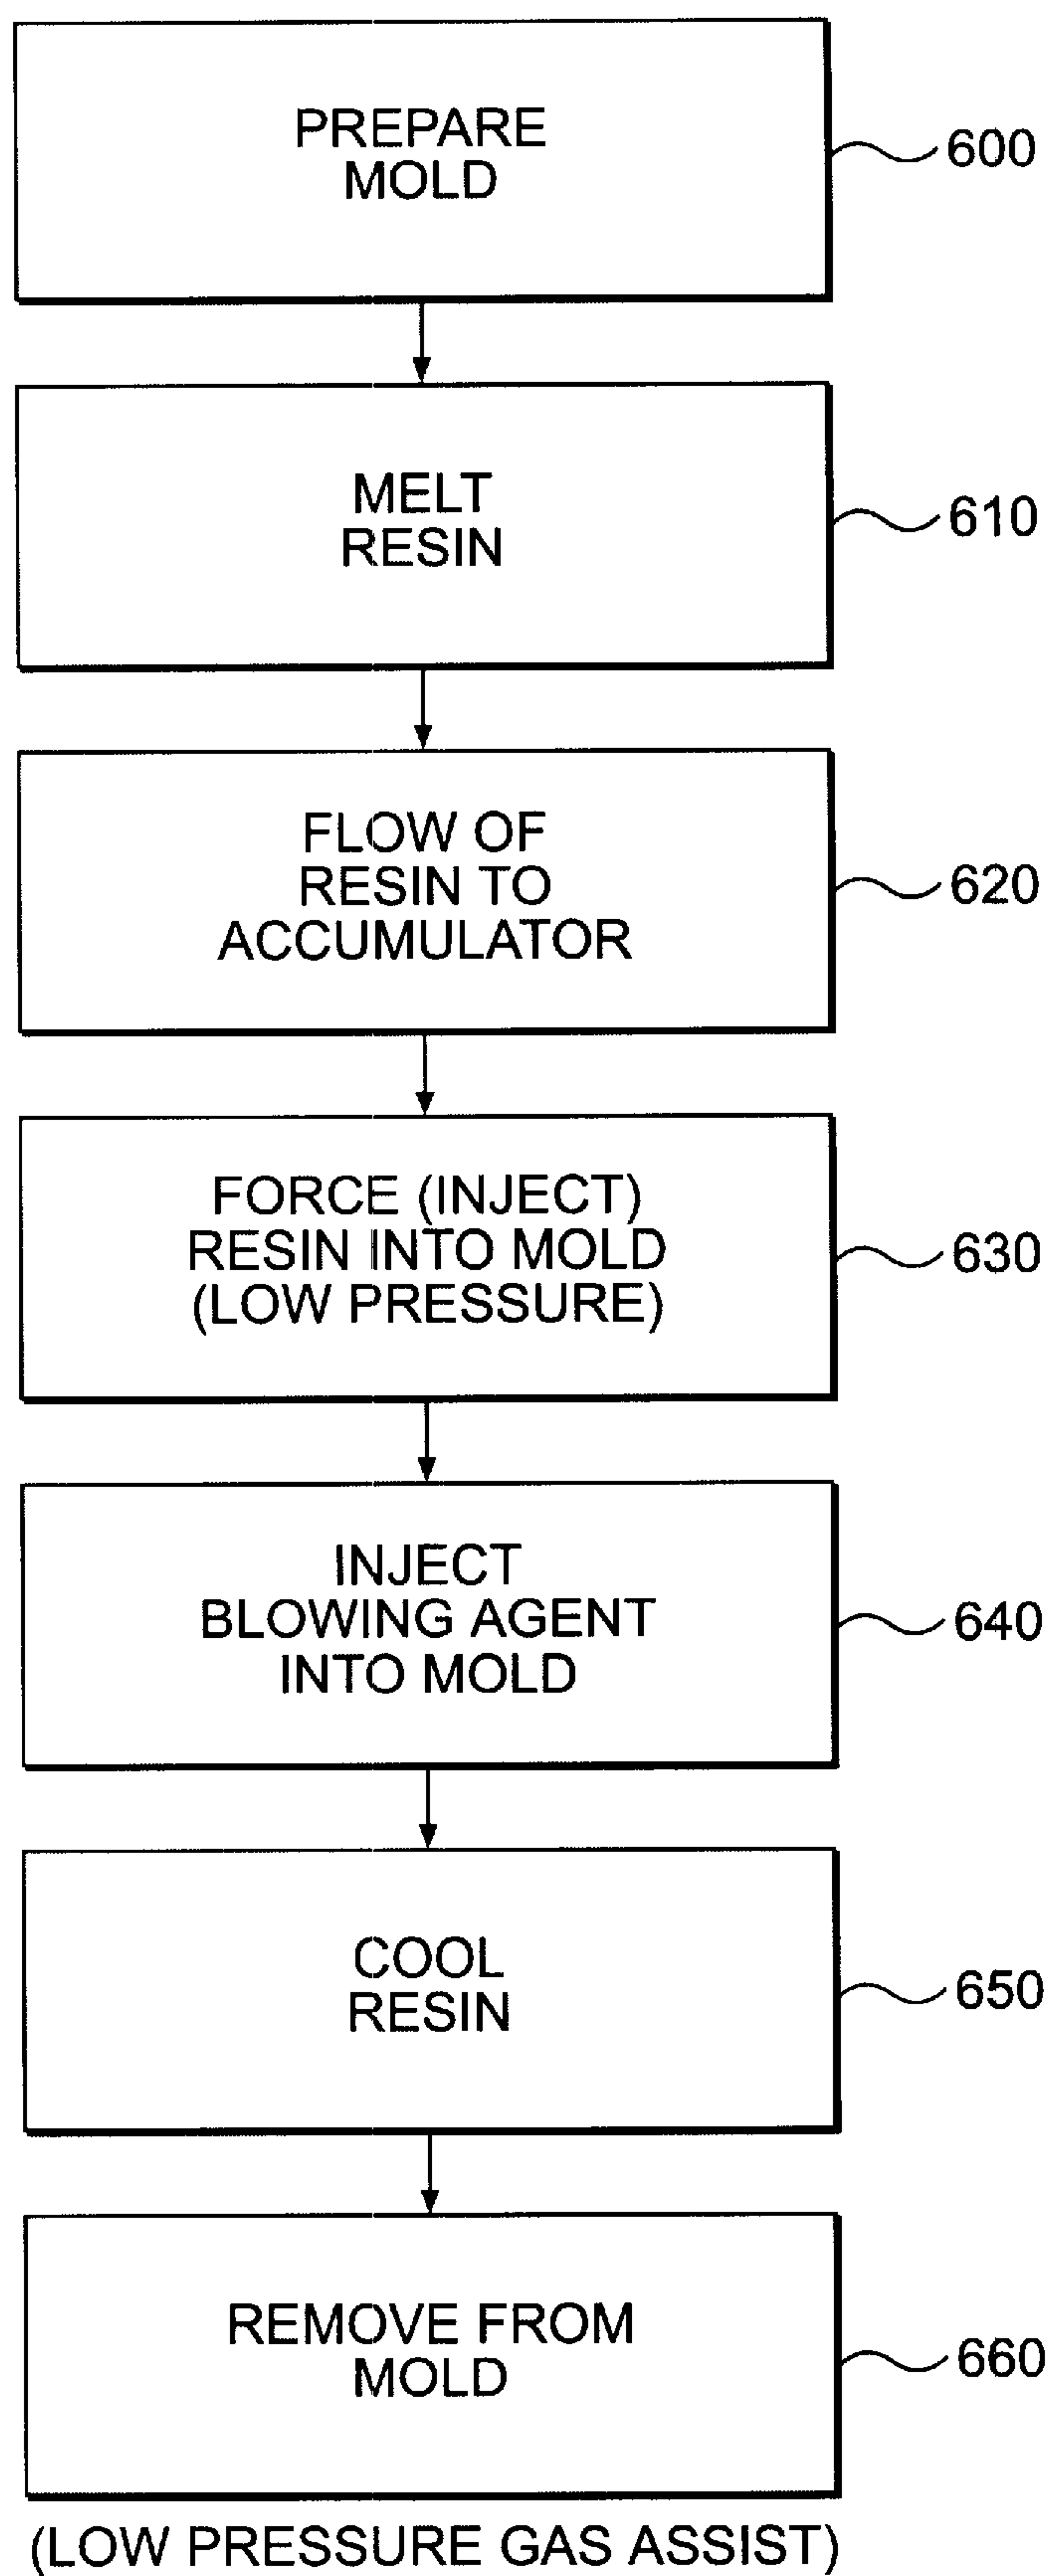 PREPARE
MOLD
600
MELT
RESIN
610
FLOW OF
RESIN TO
ACCUMULATOR
620
FORCE (INJECT)
RESIN INTO MOLD
(LOW PRESSURE)
630
INJECT
BLOWING AGENT
INTO MOLD
640
COOL
RESIN
650
REMOVE FROM
MOLD
660
(LOW PRESSURE GAS ASSIST)